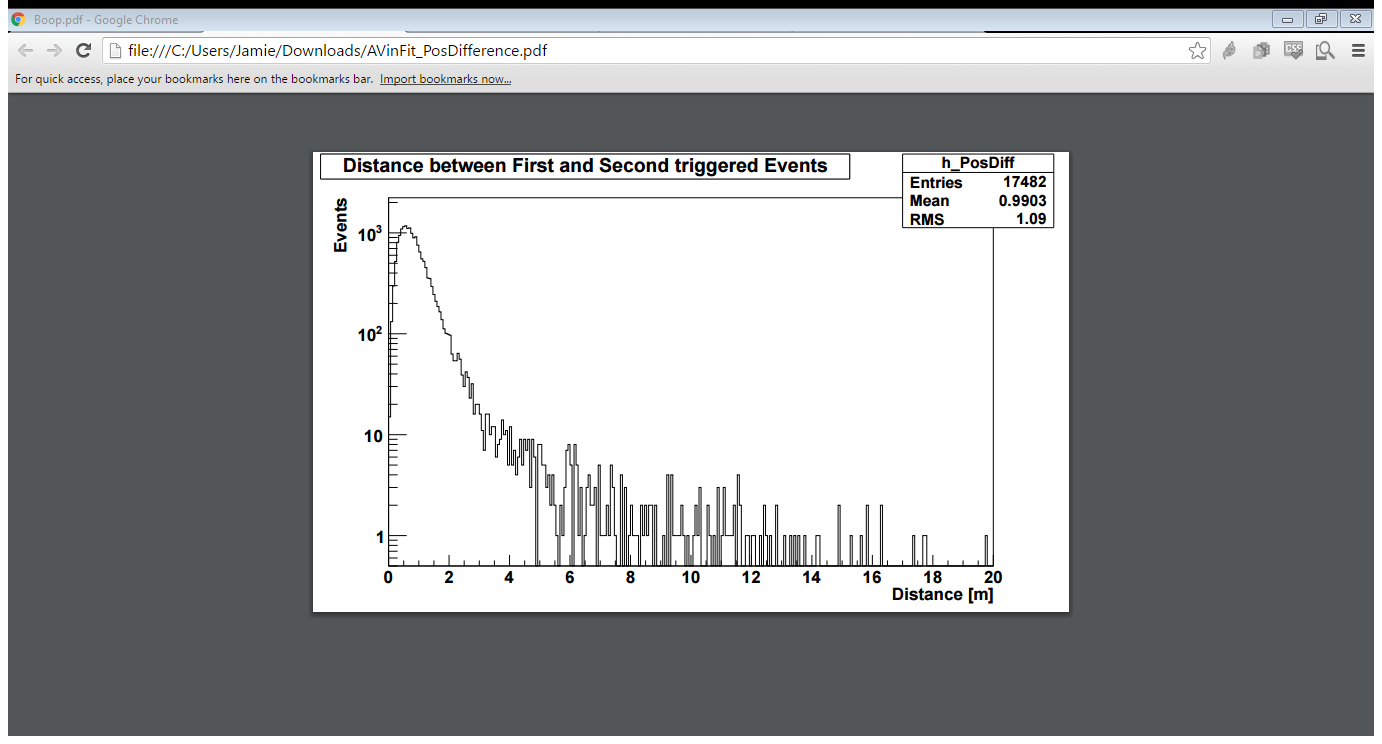 Boop.pdf - Google Chrome
file:///C:/Users/Jamie/Downloads/AVinFit_PosDifference.pdf
CSS
For quick access, place your bookmarks here on the bookmarks bar. Import bookmarks now...
Distance between First and Second triggered Events
h_PosDiff
Entries 17482
Mean 0.9903
RMS 1.09
Events
10³
10²
10
1
0 2 4 6 8 10 12 14 16 18 20
Distance [m]